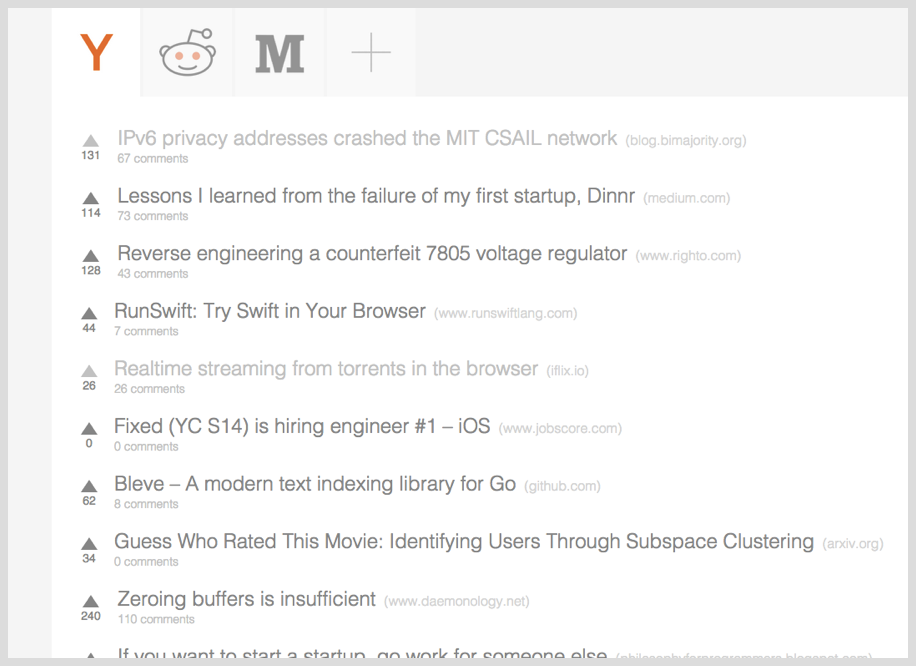 Y M
IPv6 privacy addresses crashed the MIT CSAIL network (blog.bimajority.org)
131 67 comments
Lessons I learned from the failure of my first startup, Dinnr (medium.com)
114 73 comments
Reverse engineering a counterfeit 7805 voltage regulator (www.righto.com)
128 43 comments
RunSwift: Try Swift in Your Browser (www.runswiftlang.com)
44 7 comments
Realtime streaming from torrents in the browser (iflix.io)
26 26 comments
Fixed (YC S14) is hiring engineer #1 – iOS (www.jobscore.com)
0 0 comments
Bleve – A modern text indexing library for Go (github.com)
62 8 comments
Guess Who Rated This Movie: Identifying Users Through Subspace Clustering (arxiv.org)
34 0 comments
Zeroing buffers is insufficient (www.daemonology.net)
240 110 comments
If you want to start a startup, go work for someone else (philosophyforprogrammers.blogspot.com)